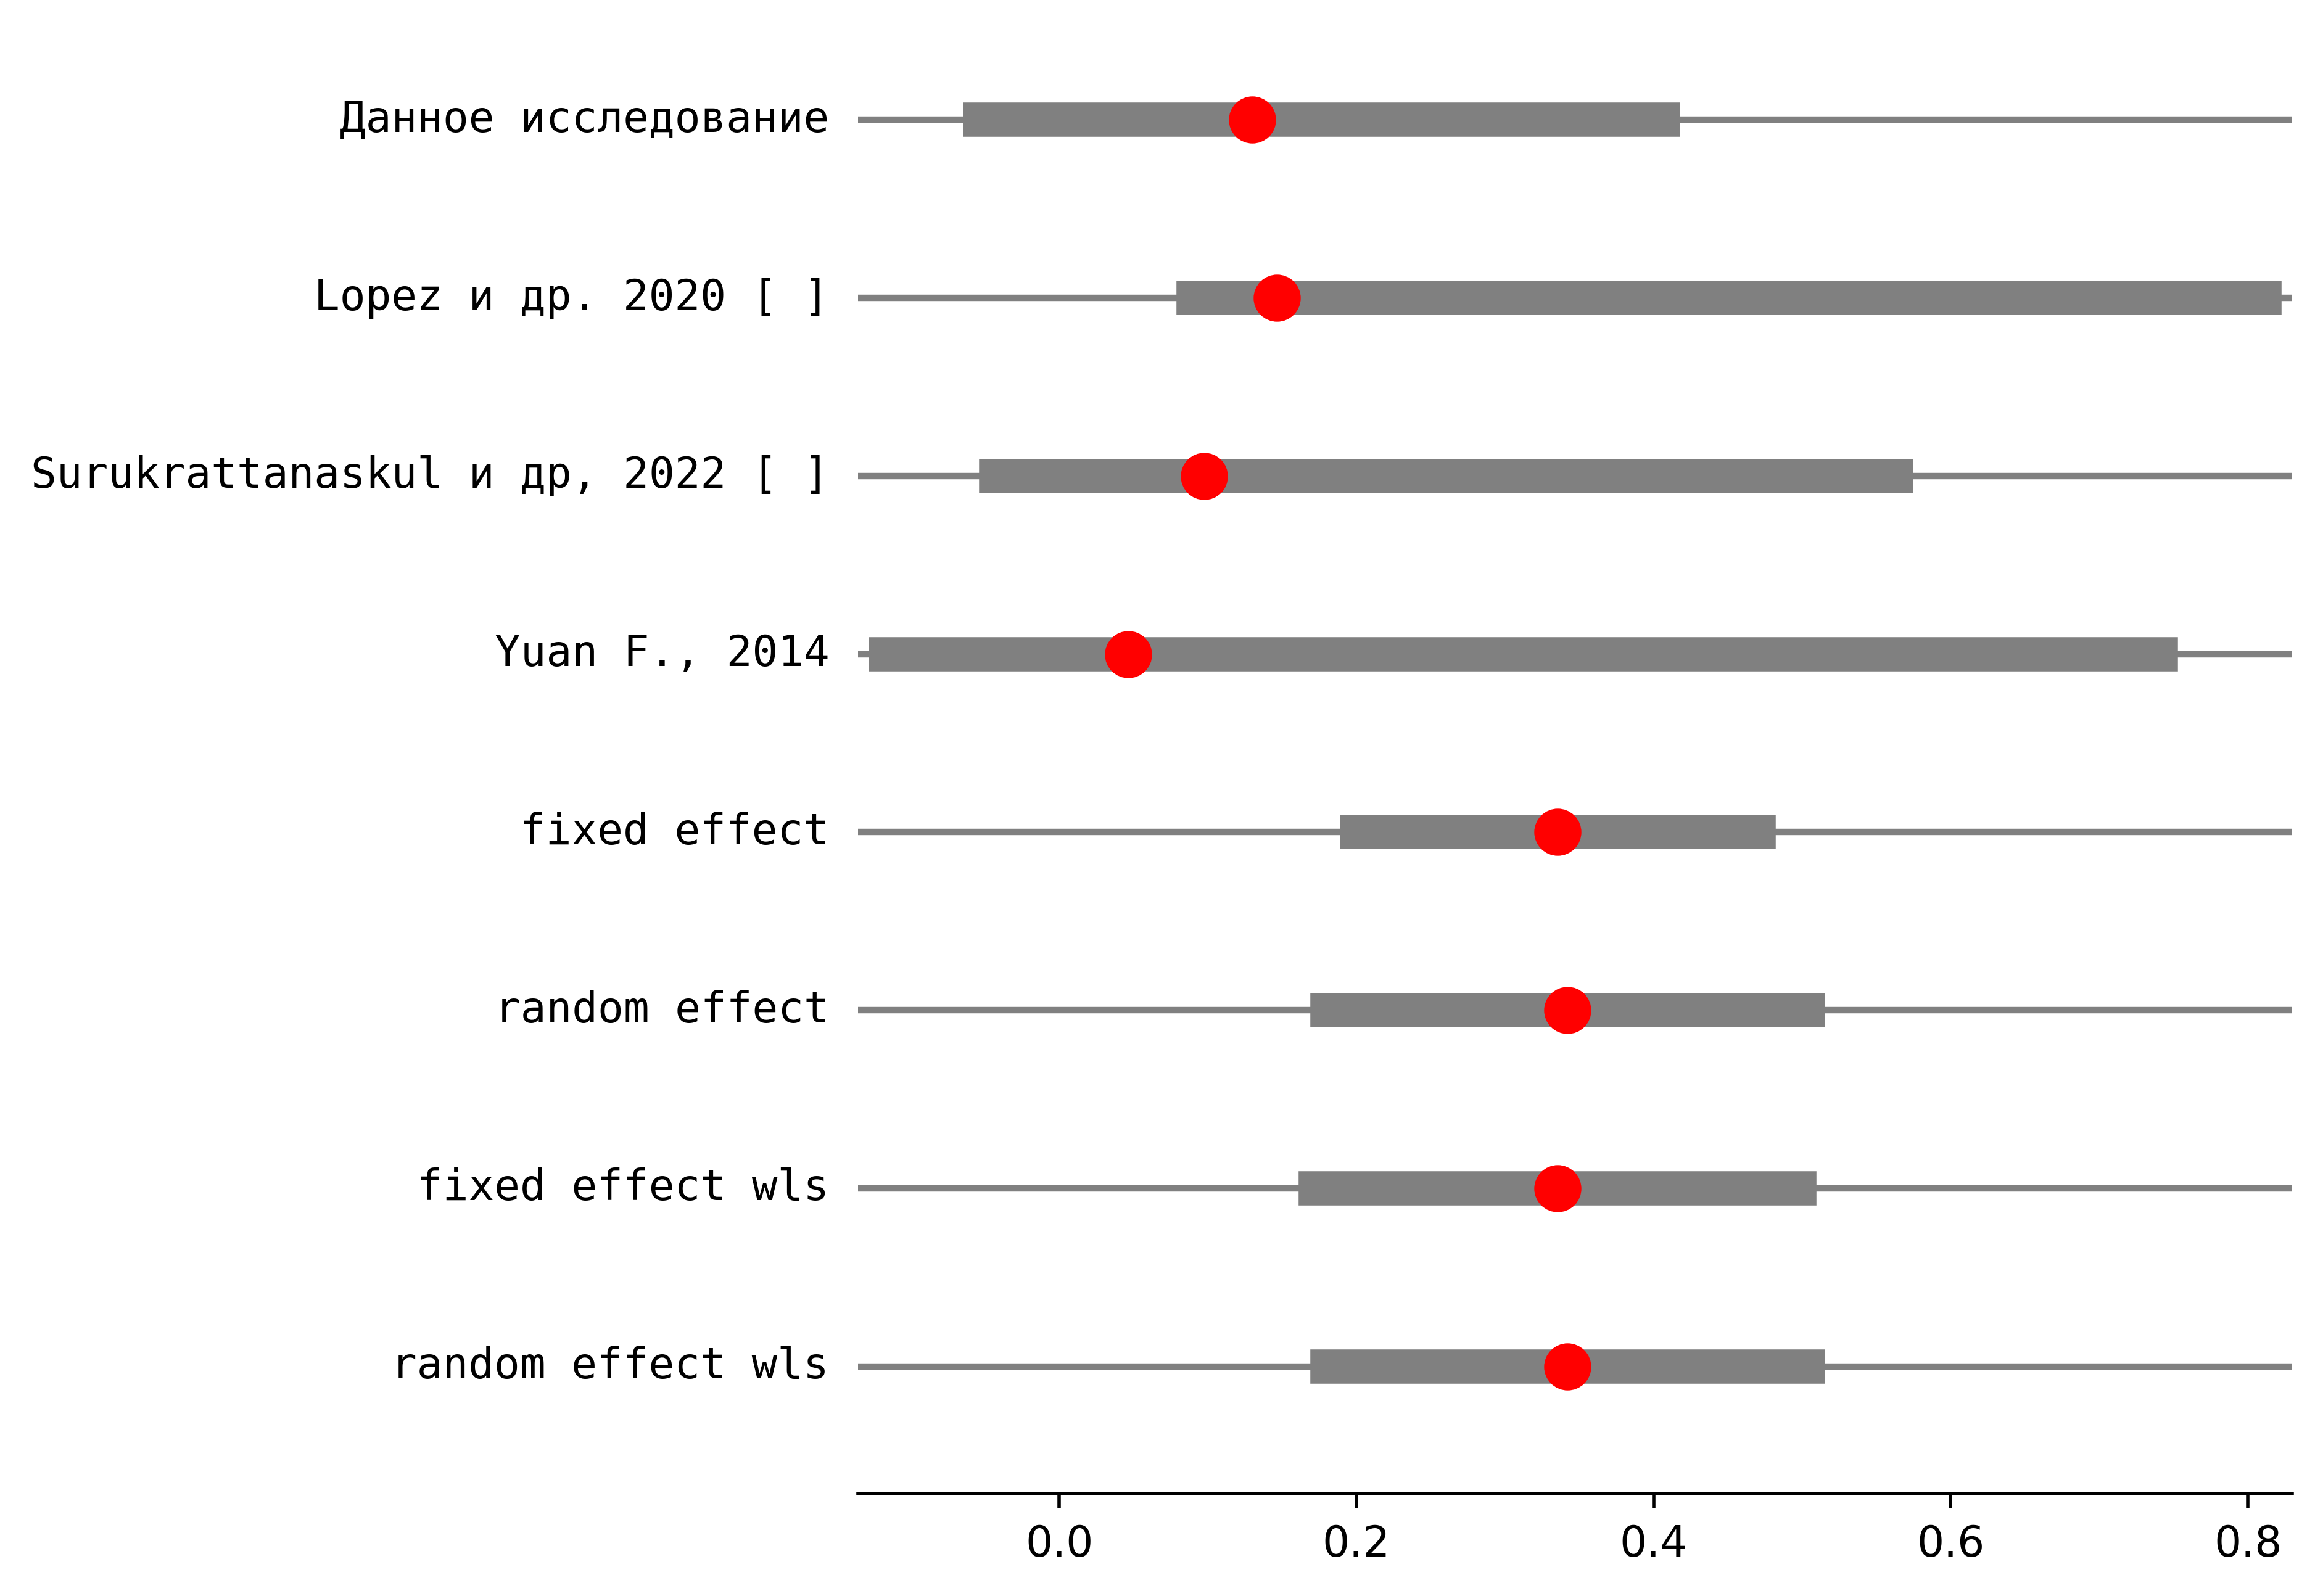 Данное исследование
Lopez и др. 2020 [ ]
Surukrattanaskul и др, 2022 [ ]
Yuan F., 2014
fixed effect
random effect
fixed effect wls
random effect wls
0.0 0.2 0.4 0.6 0.8